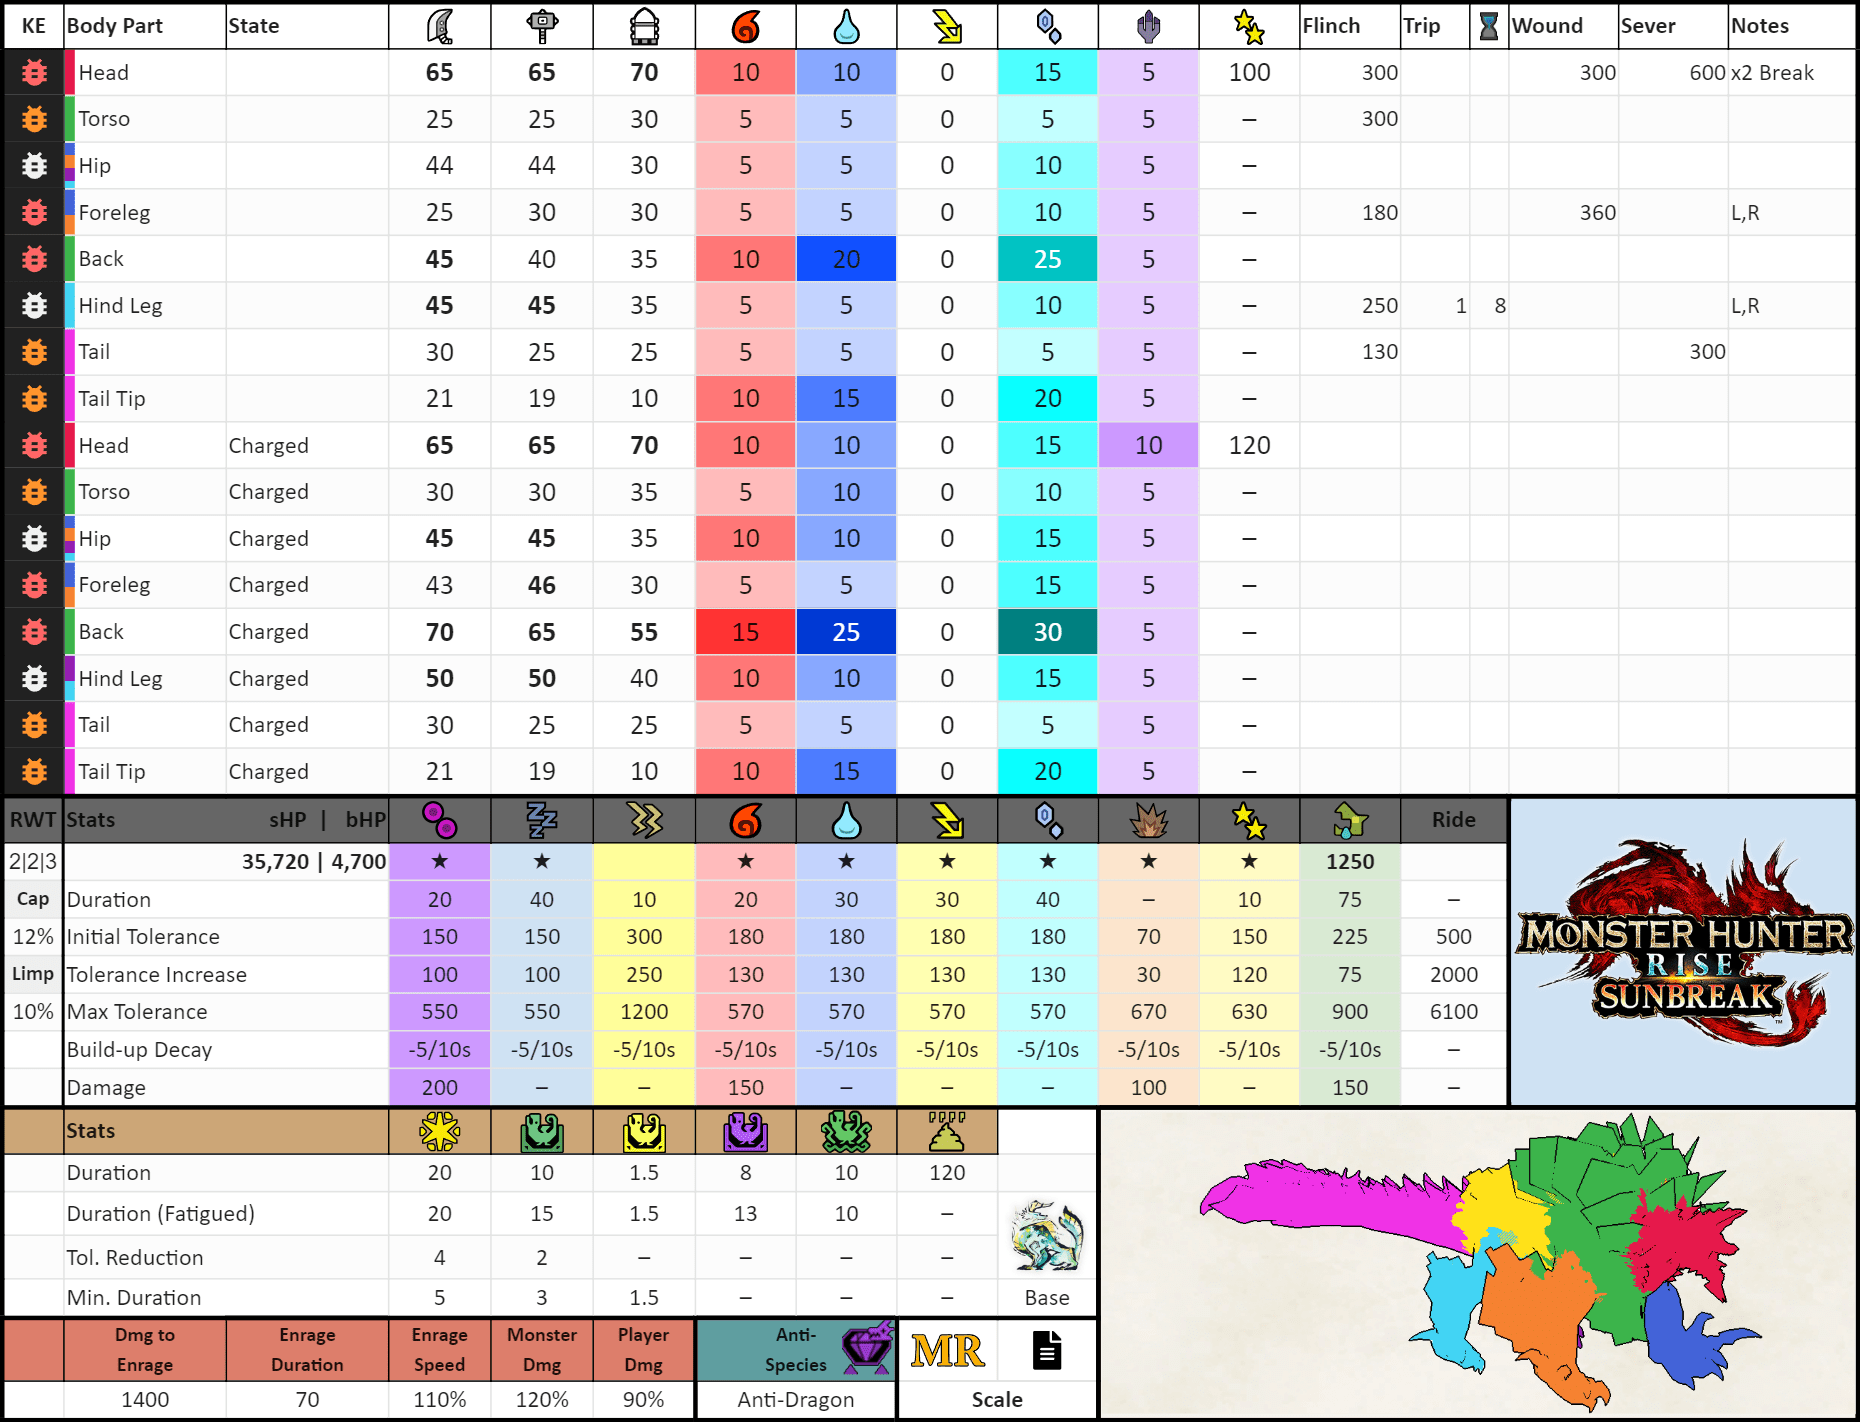 KE Body Part State Flinch Trip Wound Sever Notes
Head 65 65 70 10 10 0 15 5 100 300 300 600 x2 Break
Torso 25 25 30 5 5 0 5 5 – 300
Hip 44 44 30 5 5 0 10 5 –
Foreleg 25 30 30 5 5 0 10 5 – 180 360 L,R
Back 45 40 35 10 20 0 25 5 –
Hind Leg 45 45 35 5 5 0 10 5 – 250 1 8 L,R
Tail 30 25 25 5 5 0 5 5 – 130 300
Tail Tip 21 19 10 10 15 0 20 5 –
Head Charged 65 65 70 10 10 0 15 10 120
Torso Charged 30 30 35 5 10 0 10 5 –
Hip Charged 45 45 35 10 10 0 15 5 –
Foreleg Charged 43 46 30 5 5 0 15 5 –
Back Charged 70 65 55 15 25 0 30 5 –
Hind Leg Charged 50 50 40 10 10 0 15 5 –
Tail Charged 30 25 25 5 5 0 5 5 –
Tail Tip Charged 21 19 10 10 15 0 20 5 –
RWT Stats sHP | bHP Ride
2|2|3 35,720 | 4,700 ★ ★ ★ ★ ★ ★ ★ ★ 1250
Cap Duration 20 40 10 20 30 30 40 – 10 75 –
12% Initial Tolerance 150 150 300 180 180 180 180 70 150 225 500
Limp Tolerance Increase 100 100 250 130 130 130 130 30 120 75 2000
10% Max Tolerance 550 550 1200 570 570 570 570 670 630 900 6100
Build-up Decay -5/10s -5/10s -5/10s -5/10s -5/10s -5/10s -5/10s -5/10s -5/10s -5/10s –
Damage 200 – – 150 – – – 100 – 150 –
MONSTER HUNTER
RISE
SUNBREAK
™
Stats
Duration 20 10 1.5 8 10 120
Duration (Fatigued) 20 15 1.5 13 10 –
Tol. Reduction 4 2 – – – –
Min. Duration 5 3 1.5 – – – Base
Dmg to Enrage Enrage Duration Enrage Speed Monster Dmg Player Dmg Anti-Species MR
1400 70 110% 120% 90% Anti-Dragon Scale